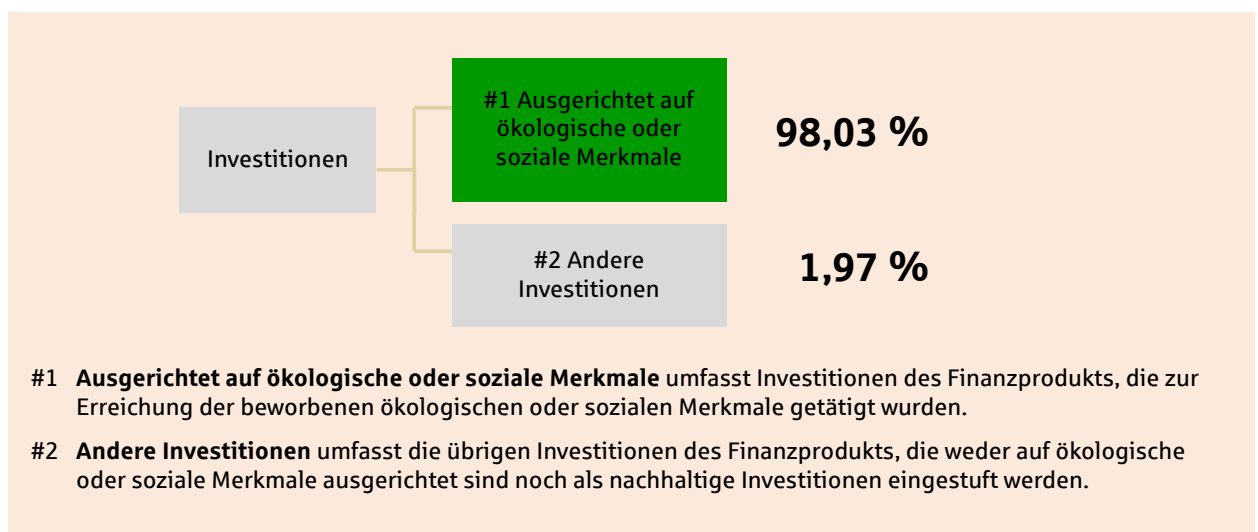 Investitionen
#1 Ausgerichtet auf
ökologische oder
soziale Merkmale
98,03 %
#2 Andere
Investitionen
1,97 %
#1 Ausgerichtet auf ökologische oder soziale Merkmale umfasst Investitionen des Finanzprodukts, die zur
Erreichung der beworbenen ökologischen oder sozialen Merkmale getätigt wurden.
#2 Andere Investitionen umfasst die übrigen Investitionen des Finanzprodukts, die weder auf ökologische
oder soziale Merkmale ausgerichtet sind noch als nachhaltige Investitionen eingestuft werden.